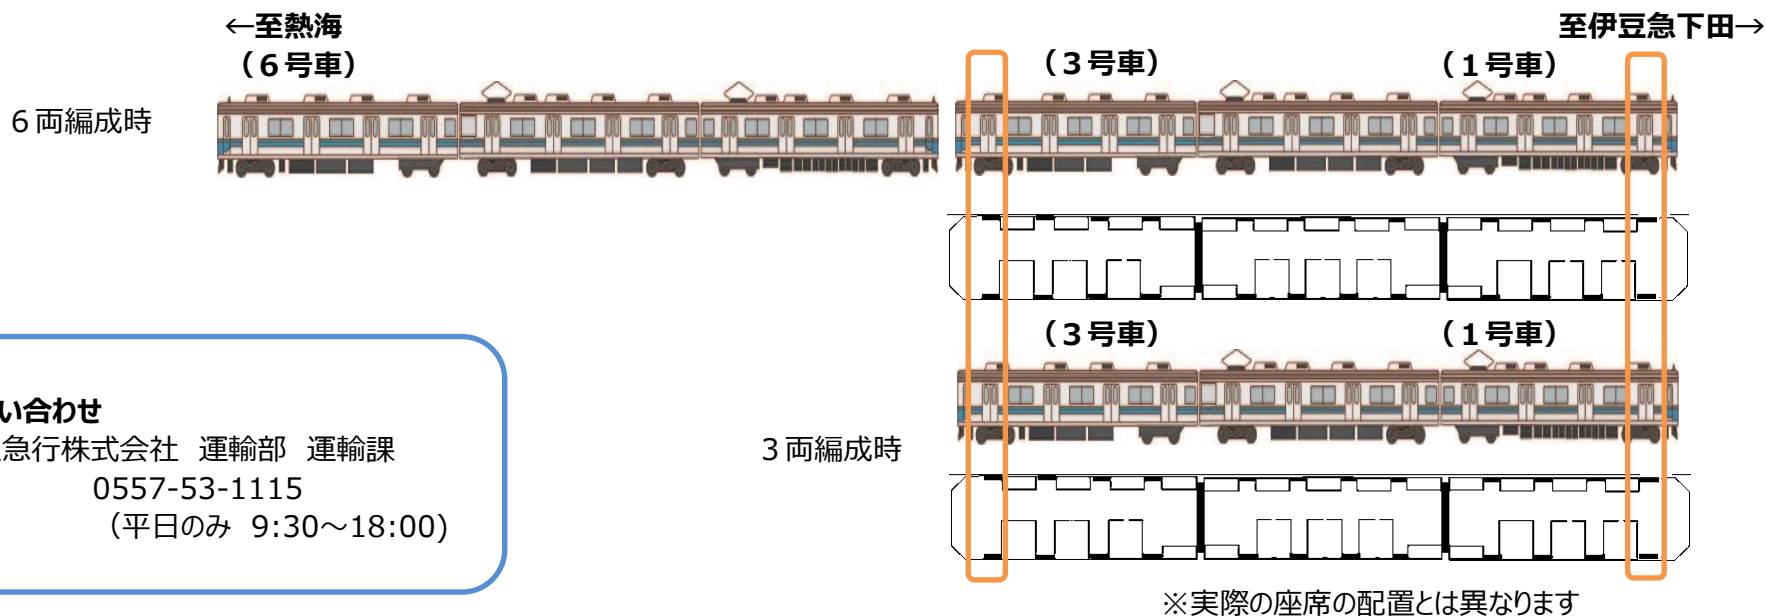 ←至熱海
至伊豆急下田→
（６号車）
（３号車）
（１号車）
６両編成時
（３号車）
（１号車）
い合わせ
急行株式会社 運輸部 運輸課
３両編成時
0557-53-1115
（平日のみ 9:30～18:00)
※実際の座席の配置とは異なります